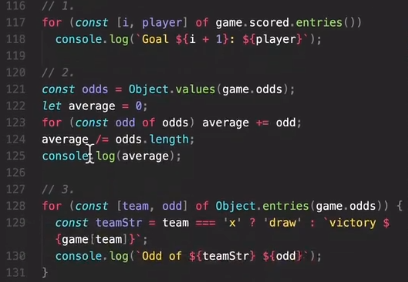 116 // 1.
117 for (const [i, player] of game.scored.entries())
118   console.log(`Goal ${i + 1}: ${player}`);
119
120 // 2.
121 const odds = Object.values(game.odds);
122 let average = 0;
123 for (const odd of odds) average += odd;
124 average /= odds.length;
125 console.log(average);
126
127 // 3.
128 for (const [team, odd] of Object.entries(game.odds)) {
129   const teamStr = team === 'x' ? 'draw' : `victory $
    {game[team]}`;
130   console.log(`Odd of ${teamStr} ${odd}`);
131 }